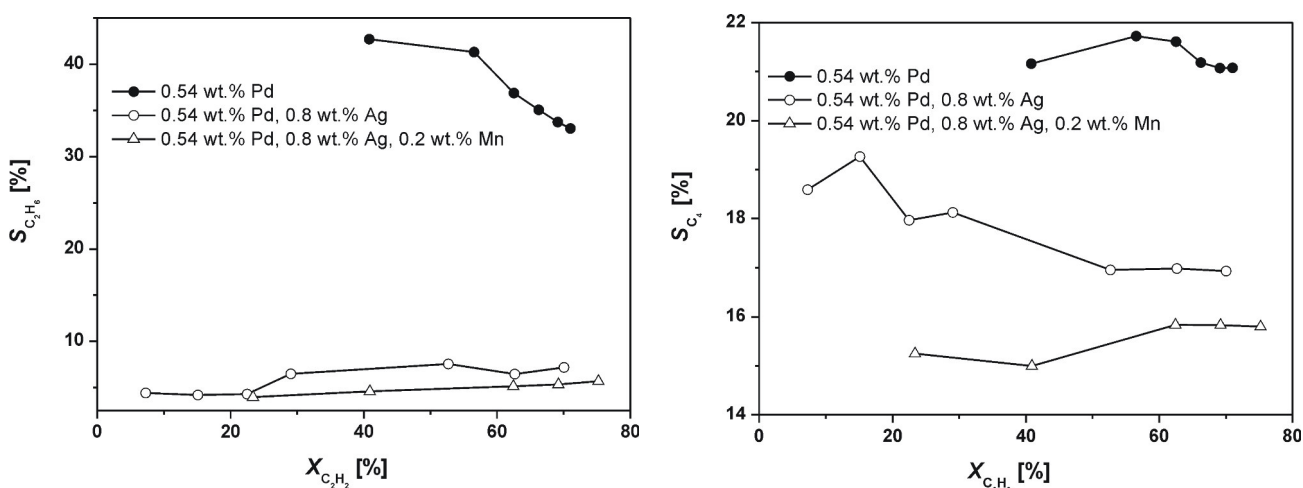 40
30
20
10
0
20
40
60
80
S C₂H₆ [%]
X C₂H₂ [%]
0.54 wt.% Pd
0.54 wt.% Pd, 0.8 wt.% Ag
0.54 wt.% Pd, 0.8 wt.% Ag, 0.2 wt.% Mn
22
20
18
16
14
0
20
40
60
80
S C₄ [%]
0.54 wt.% Pd
0.54 wt.% Pd, 0.8 wt.% Ag
0.54 wt.% Pd, 0.8 wt.% Ag, 0.2 wt.% Mn
X [%]